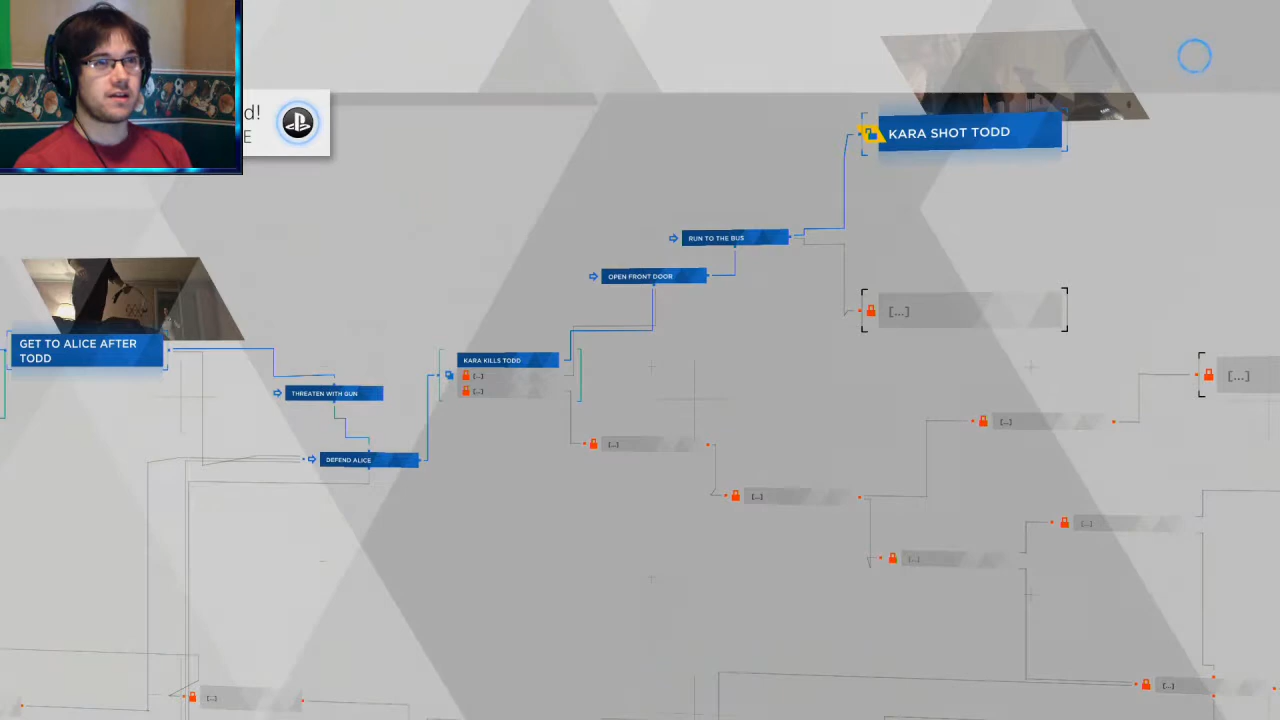 d!
E
KARA SHOT TODD
RUN TO THE BUS
OPEN FRONT DOOR
[...]
GET TO ALICE AFTER
TODD
KARA KILLS TODD
[...]
[...]
[...]
THREATEN WITH GUN
[...]
[...]
DEFEND ALICE
[...]
[...]
[...]
[...]
[...]